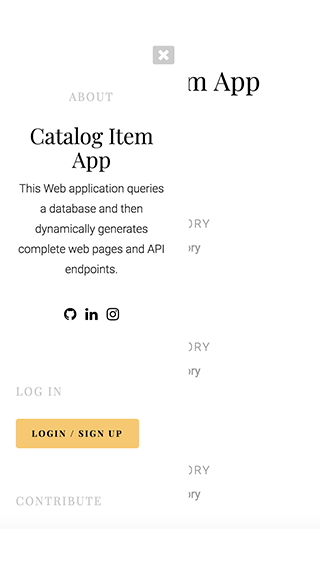 ABOUT
m App
Catalog Item
App
This Web application queries
a database and then
dynamically generates
complete web pages and API
endpoints.
ORY
ory
LOG IN
ORY
ory
LOGIN / SIGN UP
ORY
ory
CONTRIBUTE